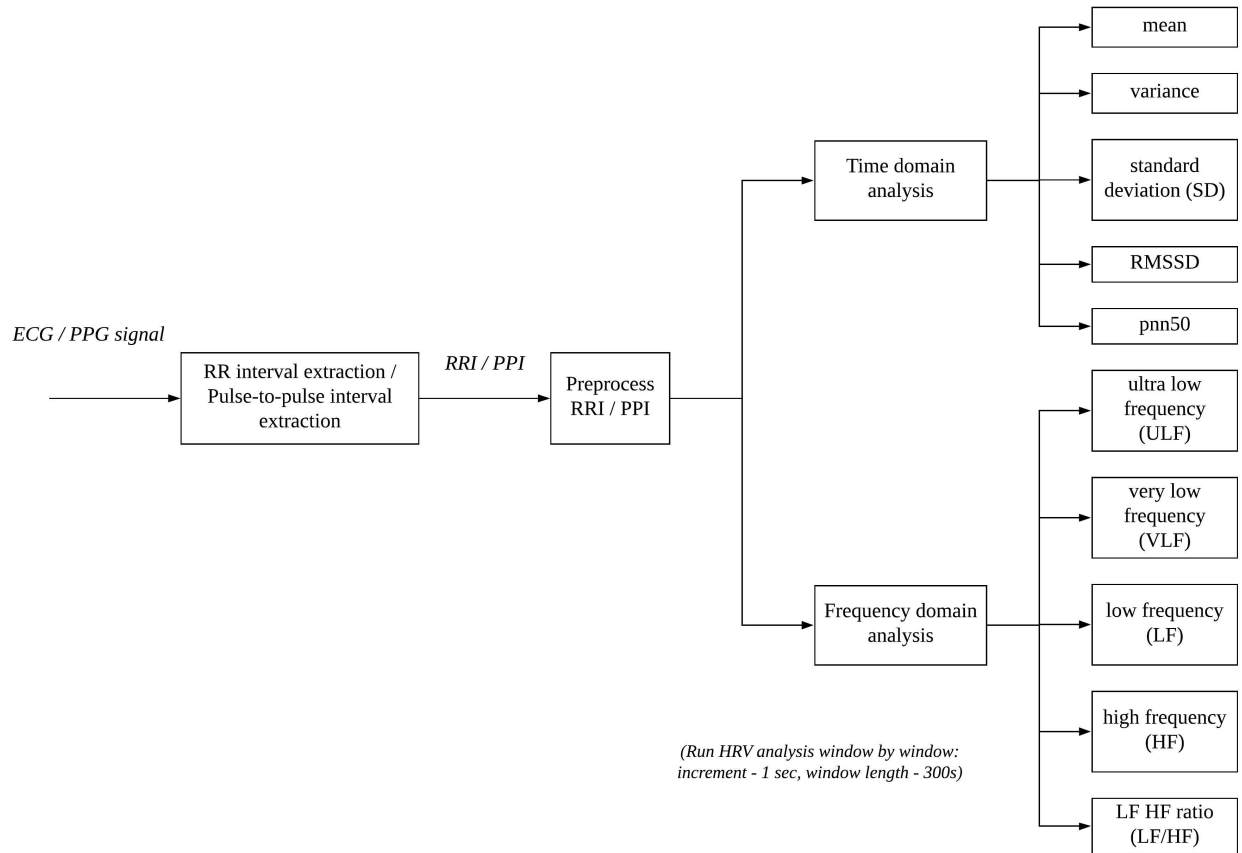 ECG / PPG signal
RR interval extraction /
Pulse-to-pulse interval
extraction
RRI / PPI
Preprocess
RRI / PPI
Time domain
analysis
mean
variance
standard
deviation (SD)
RMSSD
pnn50
Frequency domain
analysis
ultra low
frequency
(ULF)
very low
frequency
(VLF)
low frequency
(LF)
high frequency
(HF)
LF HF ratio
(LF/HF)
(Run HRV analysis window by window:
increment - 1 sec, window length - 300s)